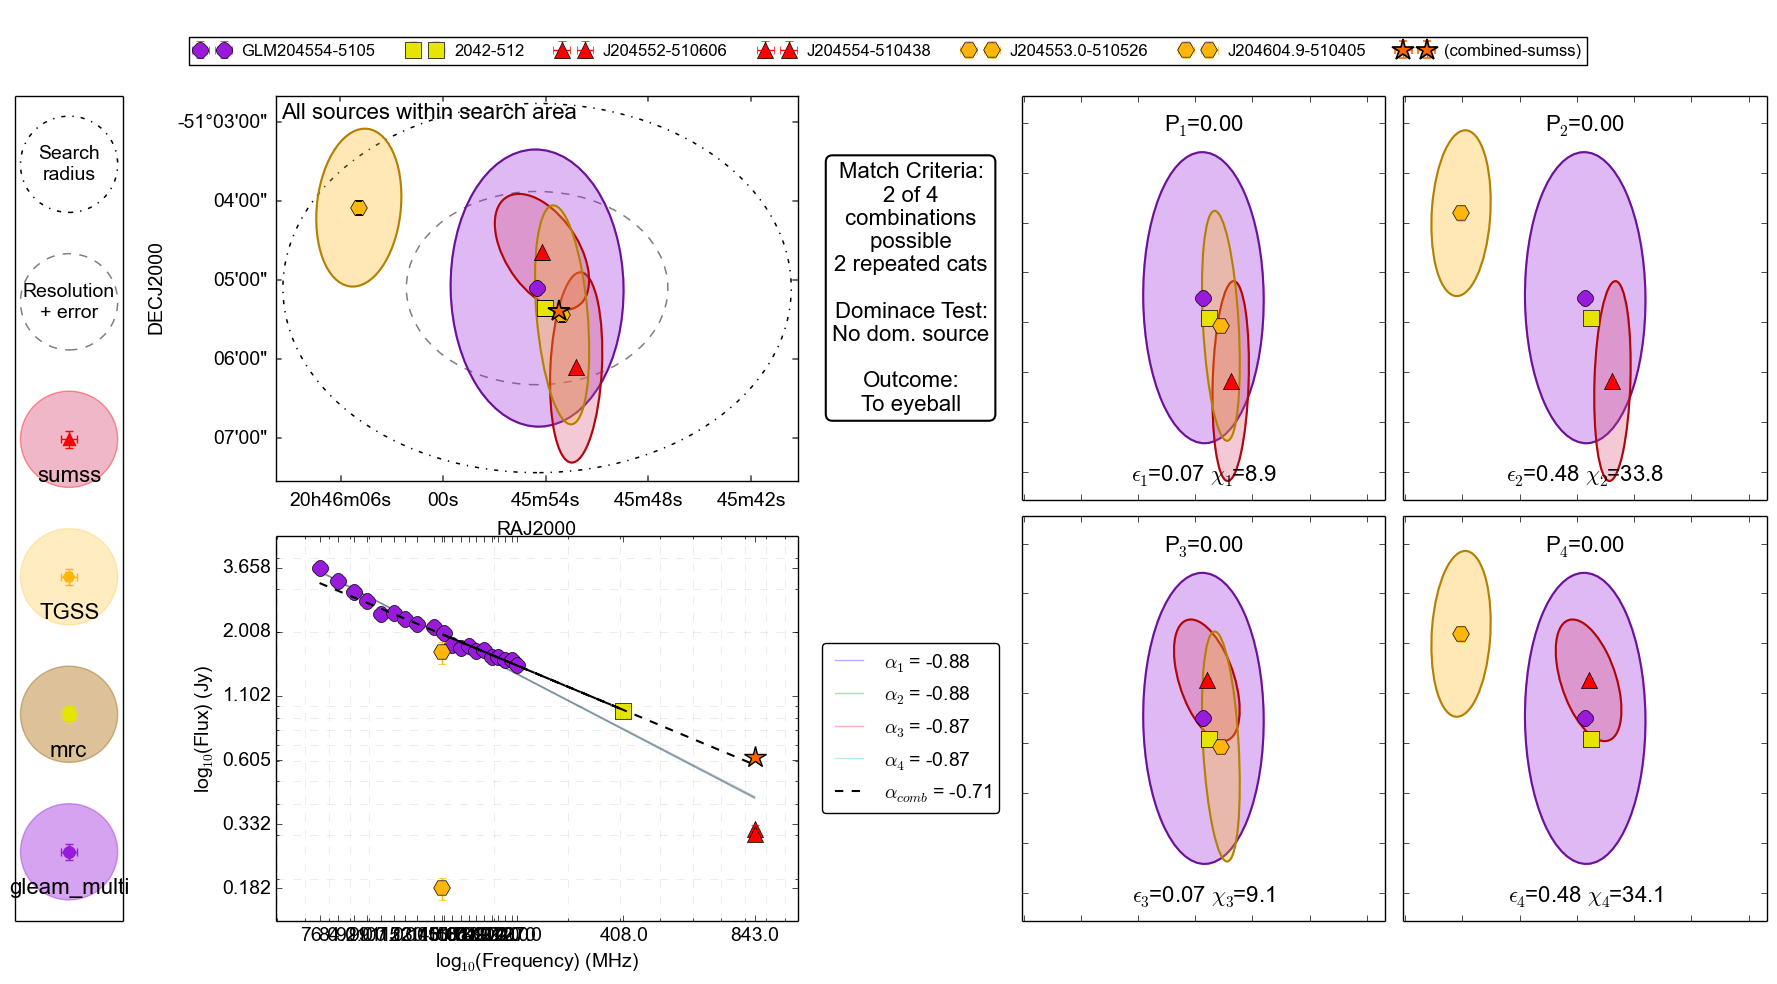 GLM204554-5105 2042-512 J204552-510606 J204554-510438 J204553.0-510526 J204604.9-510405 (combined-sumss)
Search
radius
Resolution
+ error
sumss
TGSS
mrc
gleam_multi
All sources within search area
DECJ2000
-51°03'00"
04'00"
05'00"
06'00"
07'00"
20h46m06s 00s 45m54s 45m48s 45m42s
RAJ2000
Match Criteria:
2 of 4
combinations
possible
2 repeated cats
Dominace Test:
No dom. source
Outcome:
To eyeball
P1=0.00
ϵ1=0.07 χ1=8.9
P2=0.00
ϵ2=0.48 χ2=33.8
log10(Flux) (Jy)
3.658
2.008
1.102
0.605
0.332
0.182
408.0 843.0
log10(Frequency) (MHz)
α1 = -0.88
α2 = -0.88
α3 = -0.87
α4 = -0.87
αcomb = -0.71
P3=0.00
ϵ3=0.07 χ3=9.1
P4=0.00
ϵ4=0.48 χ4=34.1